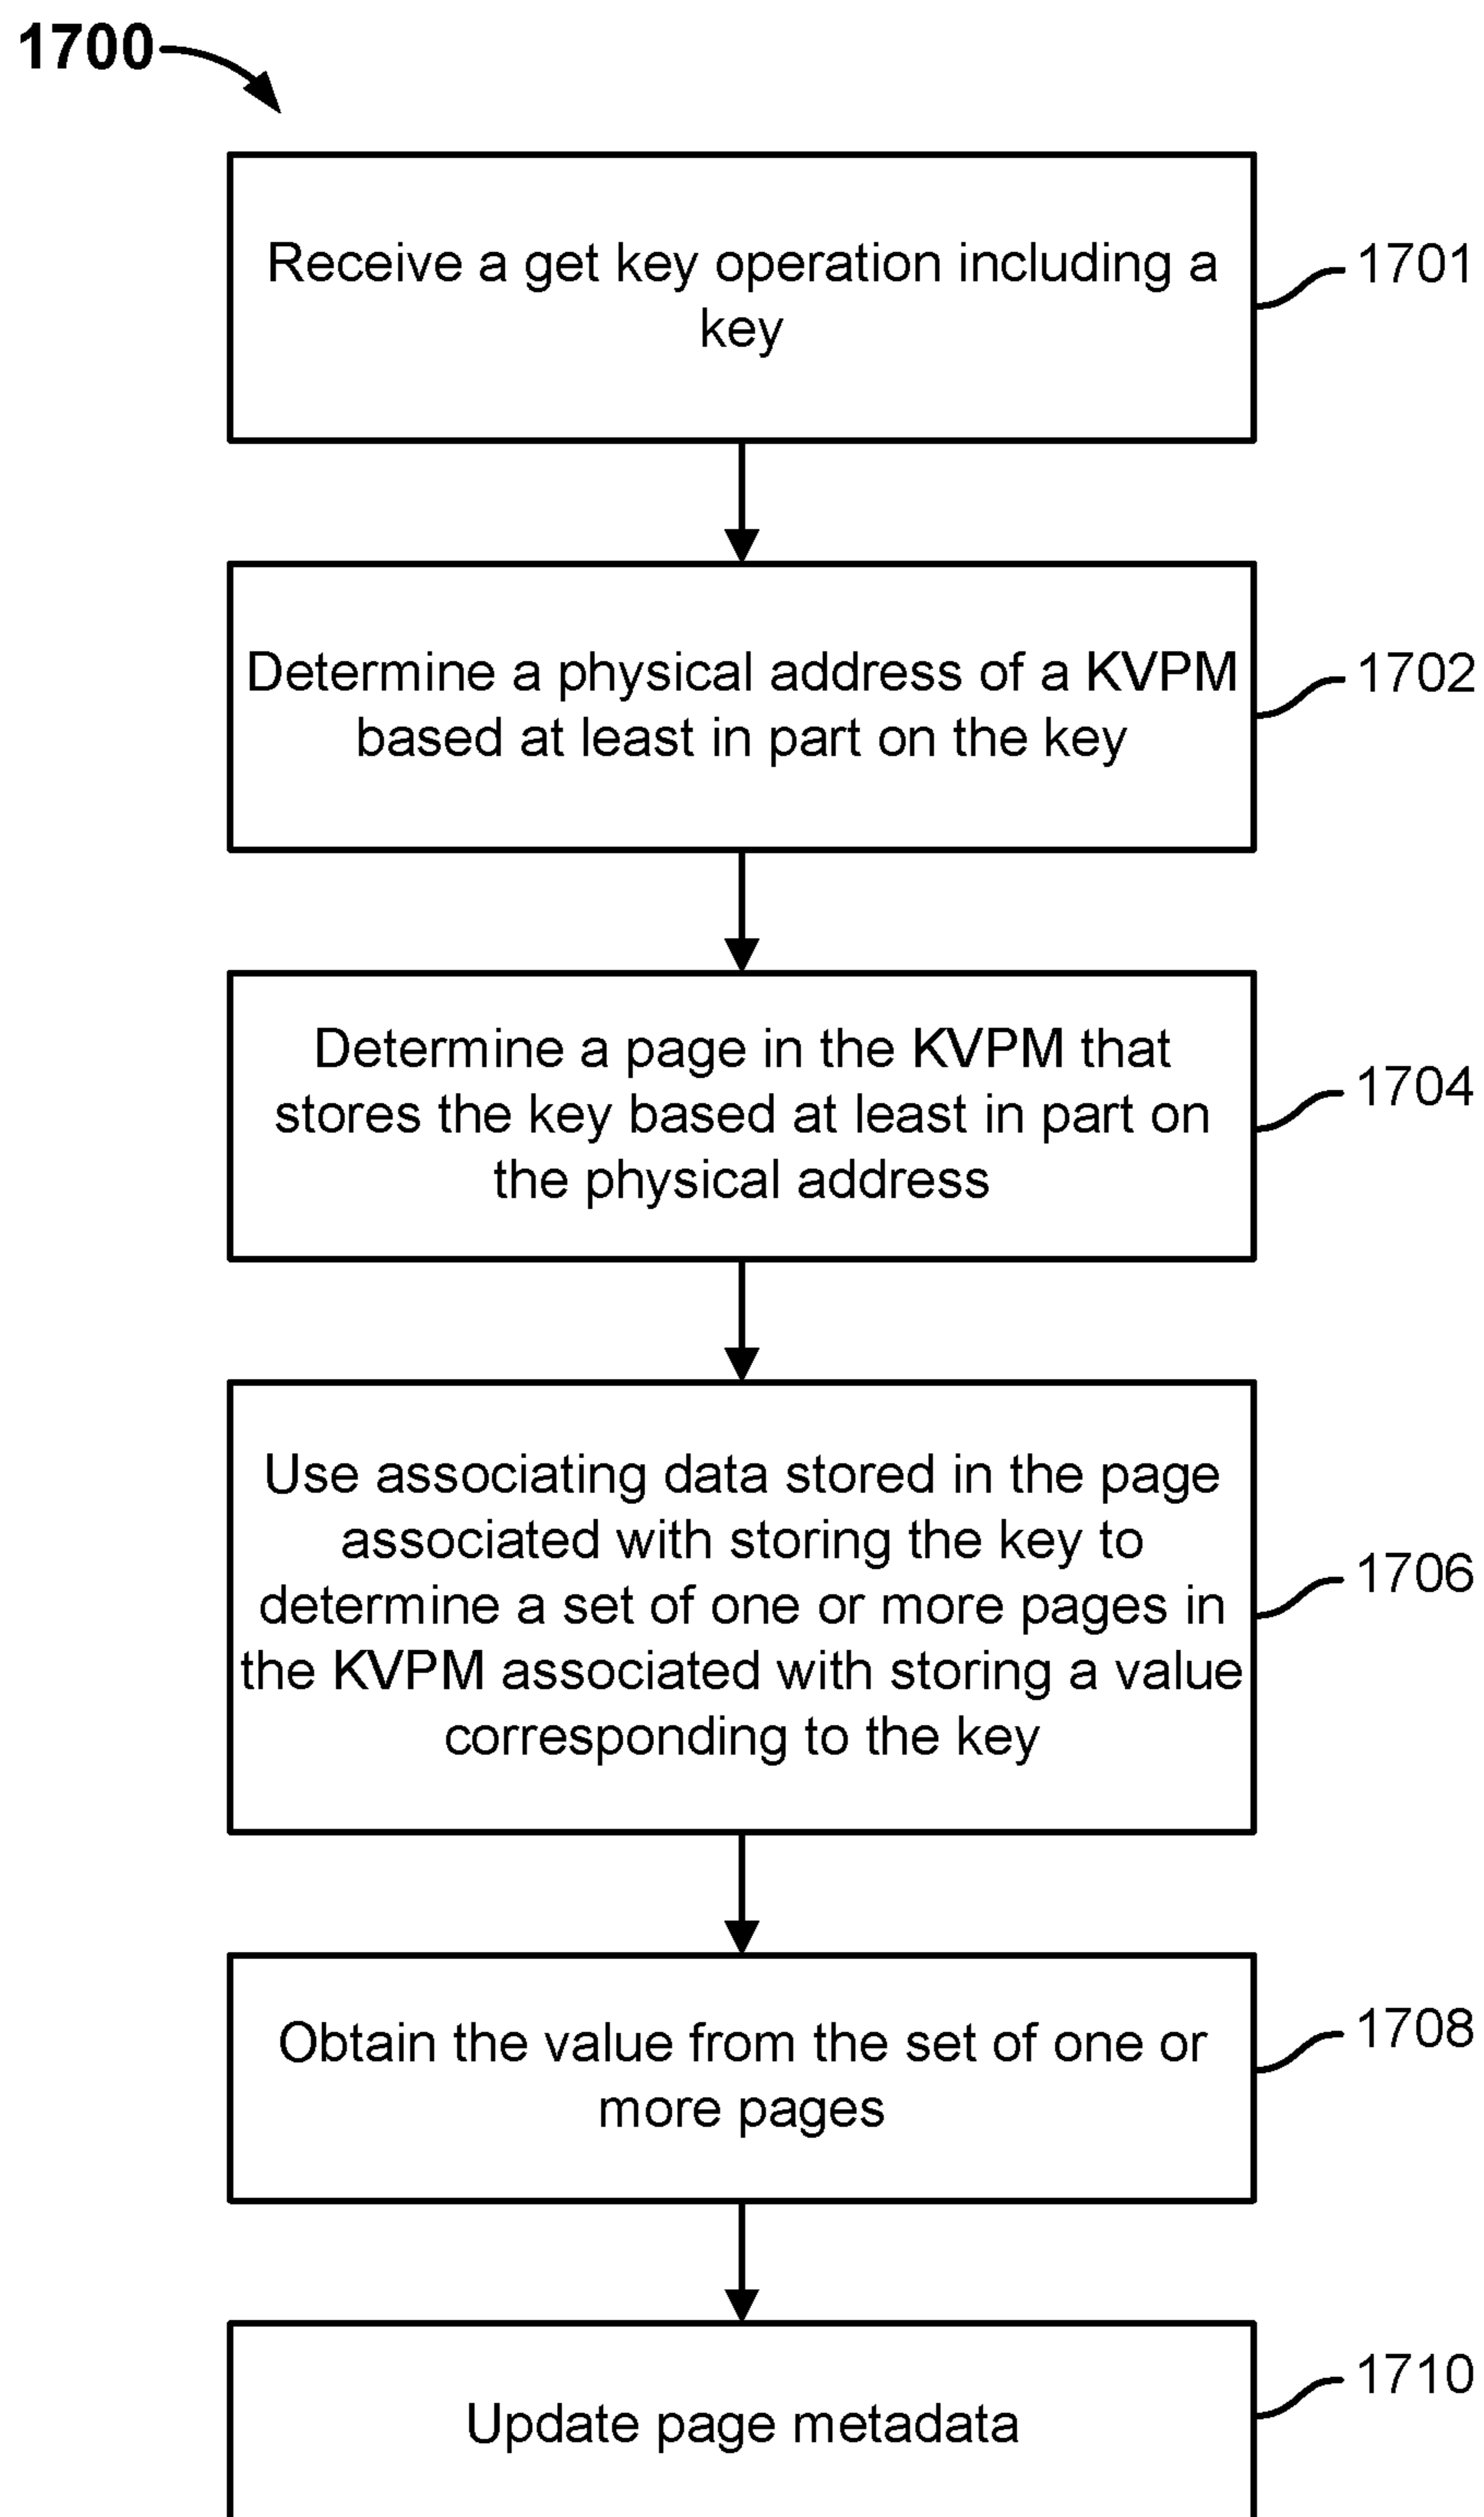 1700
Receive a get key operation including a
key
1701
Determine a physical address of a KVPM
based at least in part on the key
1702
Determine a page in the KVPM that
stores the key based at least in part on
the physical address
1704
Use associating data stored in the page
associated with storing the key to
determine a set of one or more pages in
the KVPM associated with storing a value
corresponding to the key
1706
Obtain the value from the set of one or
more pages
1708
Update page metadata
1710